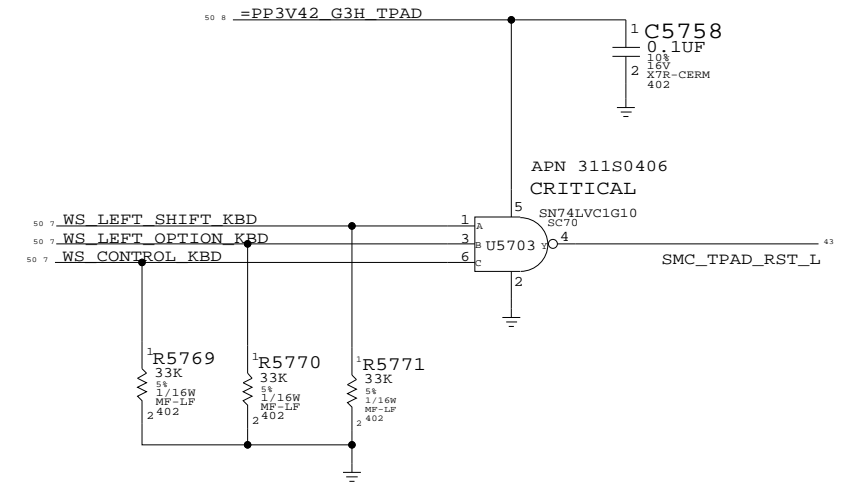 50 8 =PP3V42_G3H_TPAD
1 C5758
0.1UF
10%
16V
2 X7R-CERM
402
APN 311S0406
CRITICAL
5
SN74LVC1G10
SC70
50 7 WS_LEFT_SHIFT_KBD 1 A
50 7 WS_LEFT_OPTION_KBD 3 B U5703 Y 4 43
50 7 WS_CONTROL_KBD 6 C
SMC_TPAD_RST_L
2
1 R5769
33K
5%
1/16W
MF-LF
2 402
1 R5770
33K
5%
1/16W
MF-LF
2 402
1 R5771
33K
5%
1/16W
MF-LF
2 402